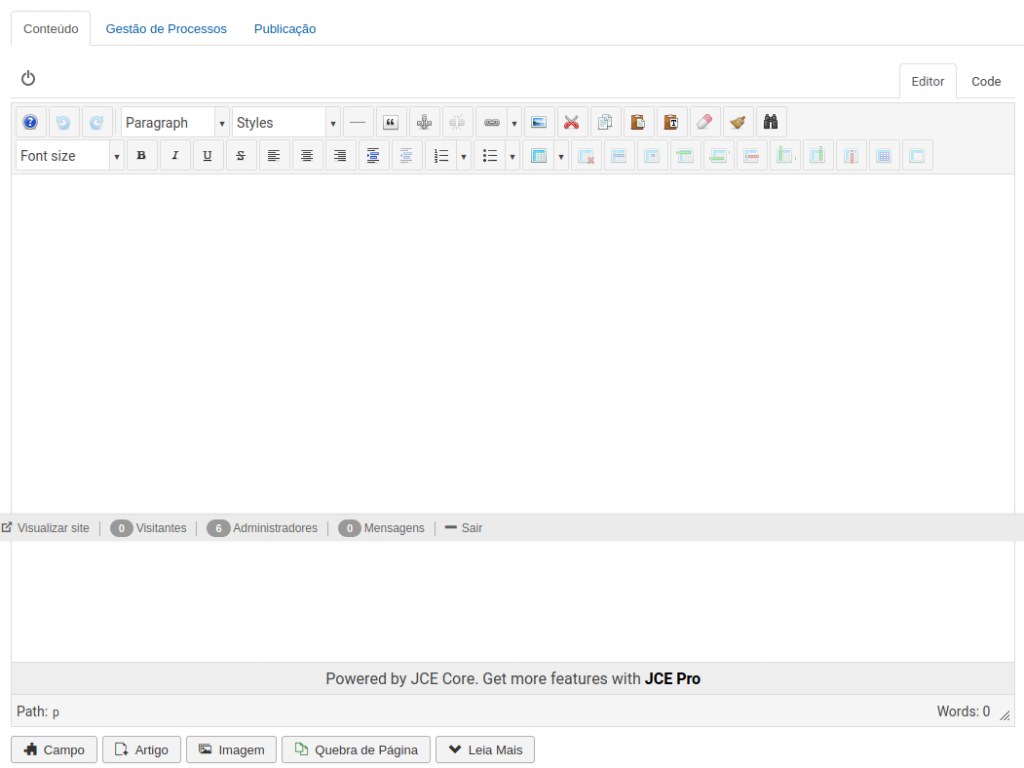 Conteúdo Gestão de Processos Publicação
Editor Code
Paragraph Styles
Font size B I U S
Visualizar site | 0 Visitantes | 6 Administradores | 0 Mensagens | Sair
Powered by JCE Core. Get more features with JCE Pro
Path: p Words: 0
Campo Artigo Imagem Quebra de Página Leia Mais